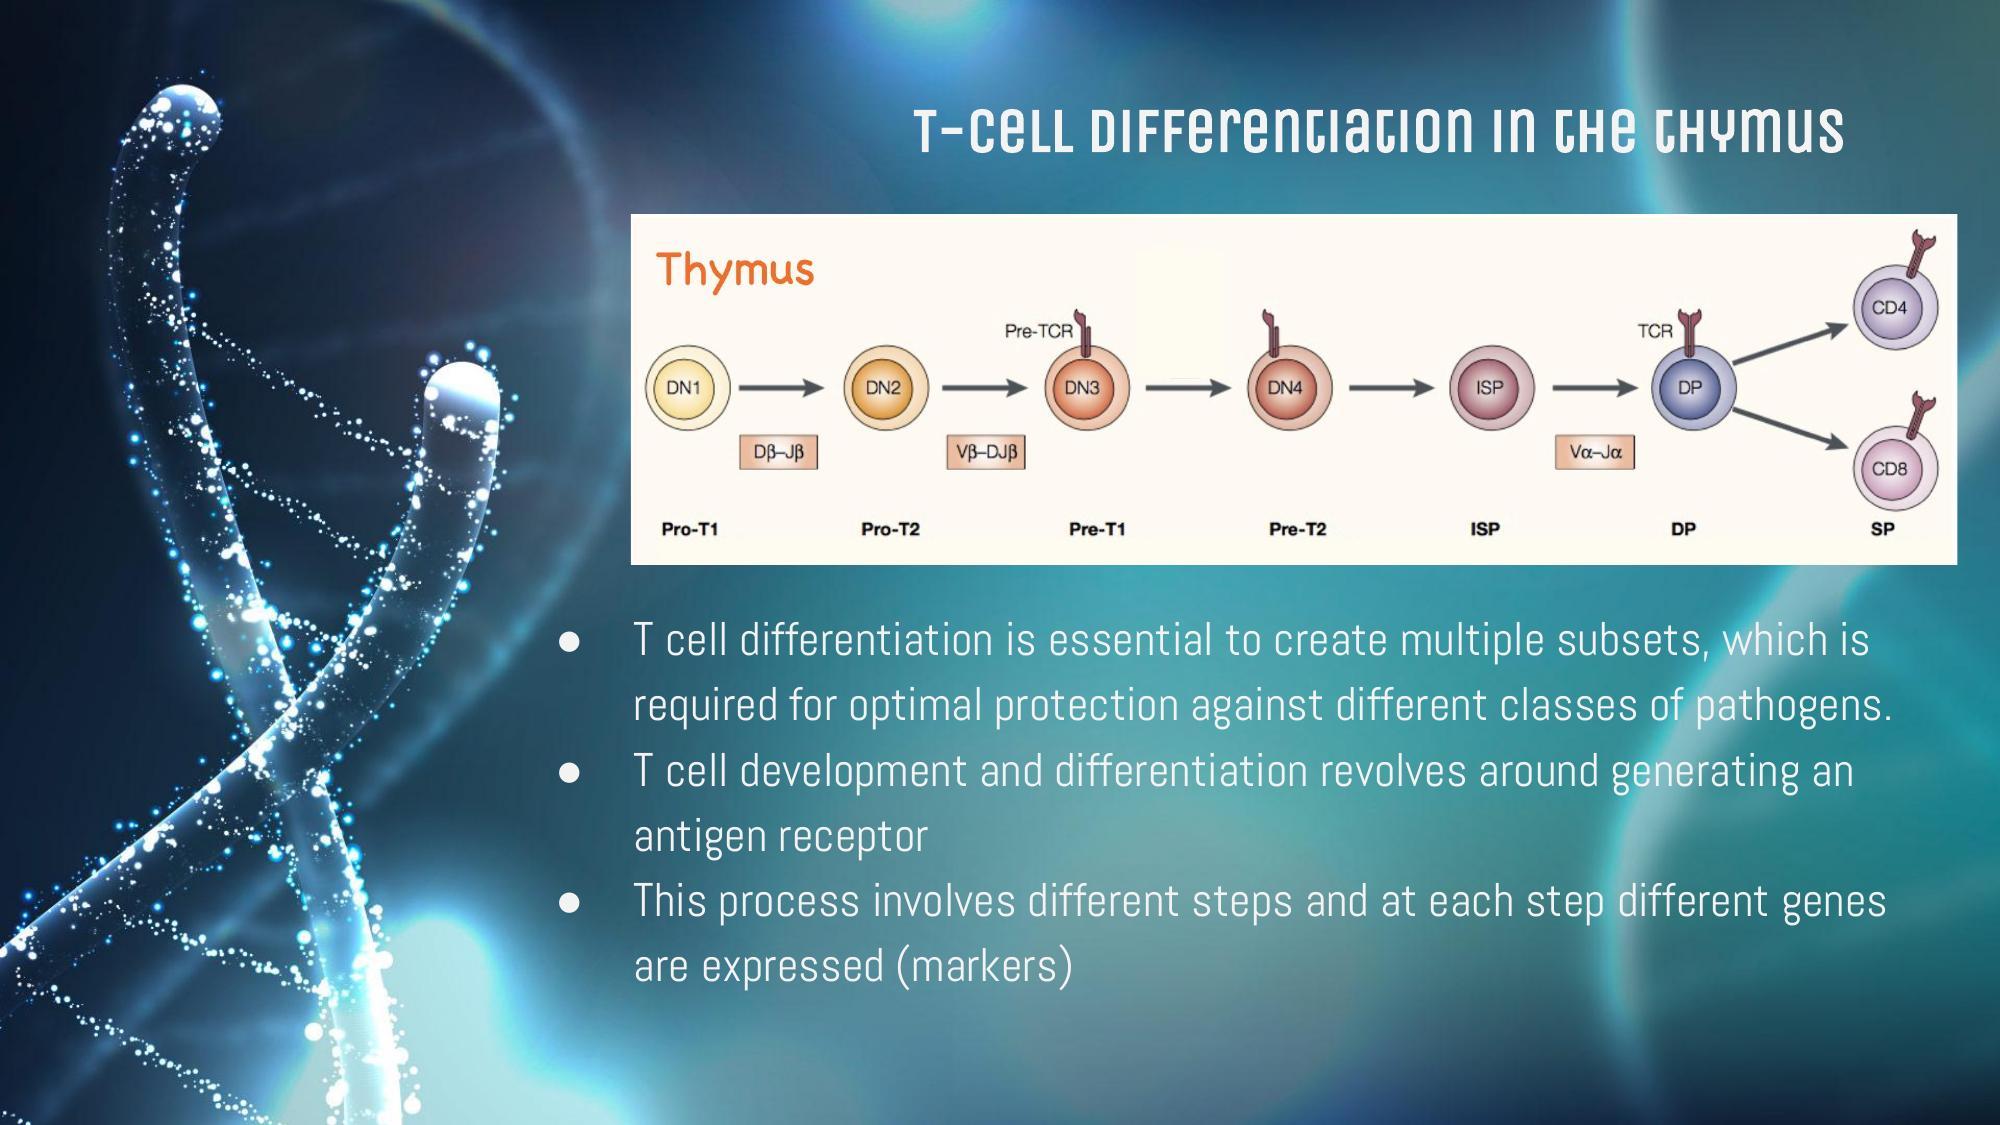 T-Cell Differentiation in the Thymus
Thymus
Pre-TCR
TCR
CD4
DN1
DN2
DN3
DN4
ISP
DP
CD8
Dβ–Jβ
Vβ–DJβ
Vα–Jα
Pro-T1
Pro-T2
Pre-T1
Pre-T2
ISP
DP
SP
● T cell differentiation is essential to create multiple subsets, which is
required for optimal protection against different classes of pathogens.
● T cell development and differentiation revolves around generating an
antigen receptor
● This process involves different steps and at each step different genes
are expressed (markers)